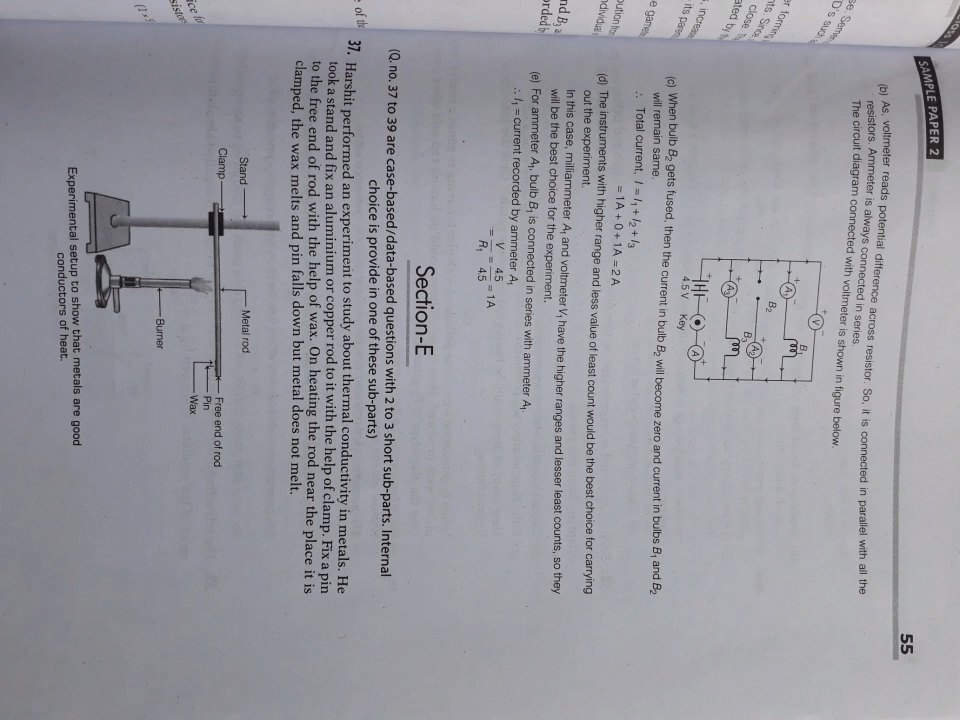 SAMPLE PAPER 2
55
(b) As, voltmeter reads potential difference across resistor. So, it is connected in parallel with all the
resistors. Ammeter is always connected in series.
The circuit diagram connected with voltmeter is shown in figure below.
+ V −
B₁
+ A₁ −
B₂
+ A₂ −
B₃
+ A₃ −
+ −
4.5 V
Key
− A +
(c) When bulb B₂ gets fused, then the current in bulb B₂ will become zero and current in bulbs B₁ and B₂
will remain same.
∴ Total current, I = I₁ + I₂ + I₃
= 1A + 0 + 1A = 2 A
(d) The instruments with higher range and less value of least count would be the best choice for carrying
out the experiment.
In this case, milliammeter A₁ and voltmeter V₁ have the higher ranges and lesser least counts, so they
will be the best choice for the experiment.
(e) For ammeter A₁, bulb B₁ is connected in series with ammeter A₁.
∴ I₁ = current recorded by ammeter A₁
= V/R₁ = 4.5/4.5 = 1A
Section-E
(Q. no. 37 to 39 are case-based/data-based questions with 2 to 3 short sub-parts. Internal
choice is provide in one of these sub-parts)
37. Harshit performed an experiment to study about thermal conductivity in metals. He
took a stand and fix an aluminium or copper rod to it with the help of clamp. Fix a pin
to the free end of rod with the help of wax. On heating the rod near the place it is
clamped, the wax melts and pin falls down but metal does not melt.
Stand
Metal rod
Clamp
Free end of rod
Pin
Wax
Burner
Experimental setup to show that metals are good
conductors of heat.